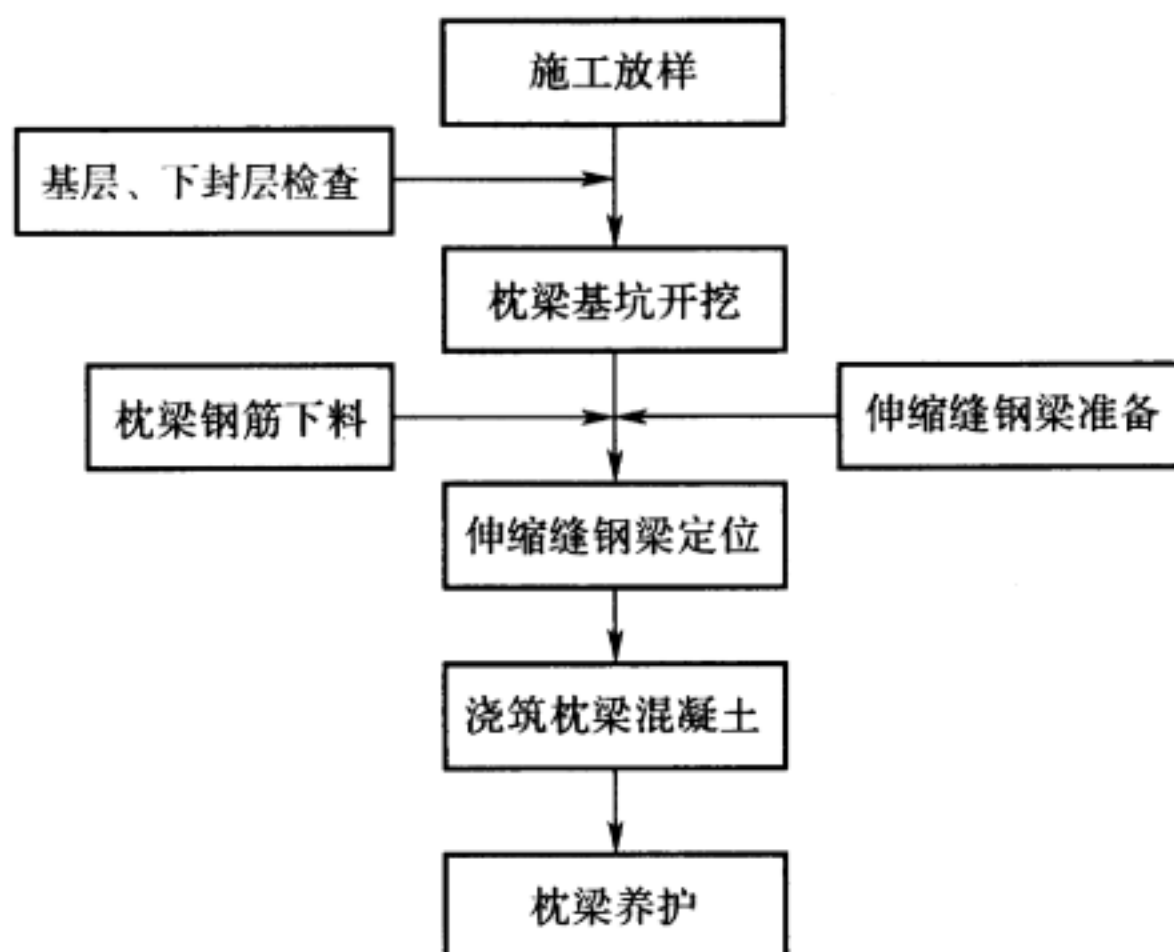 施工放样
基层、下封层检查
枕梁基坑开挖
枕梁钢筋下料
伸缩缝钢梁准备
伸缩缝钢梁定位
浇筑枕梁混凝土
枕梁养护